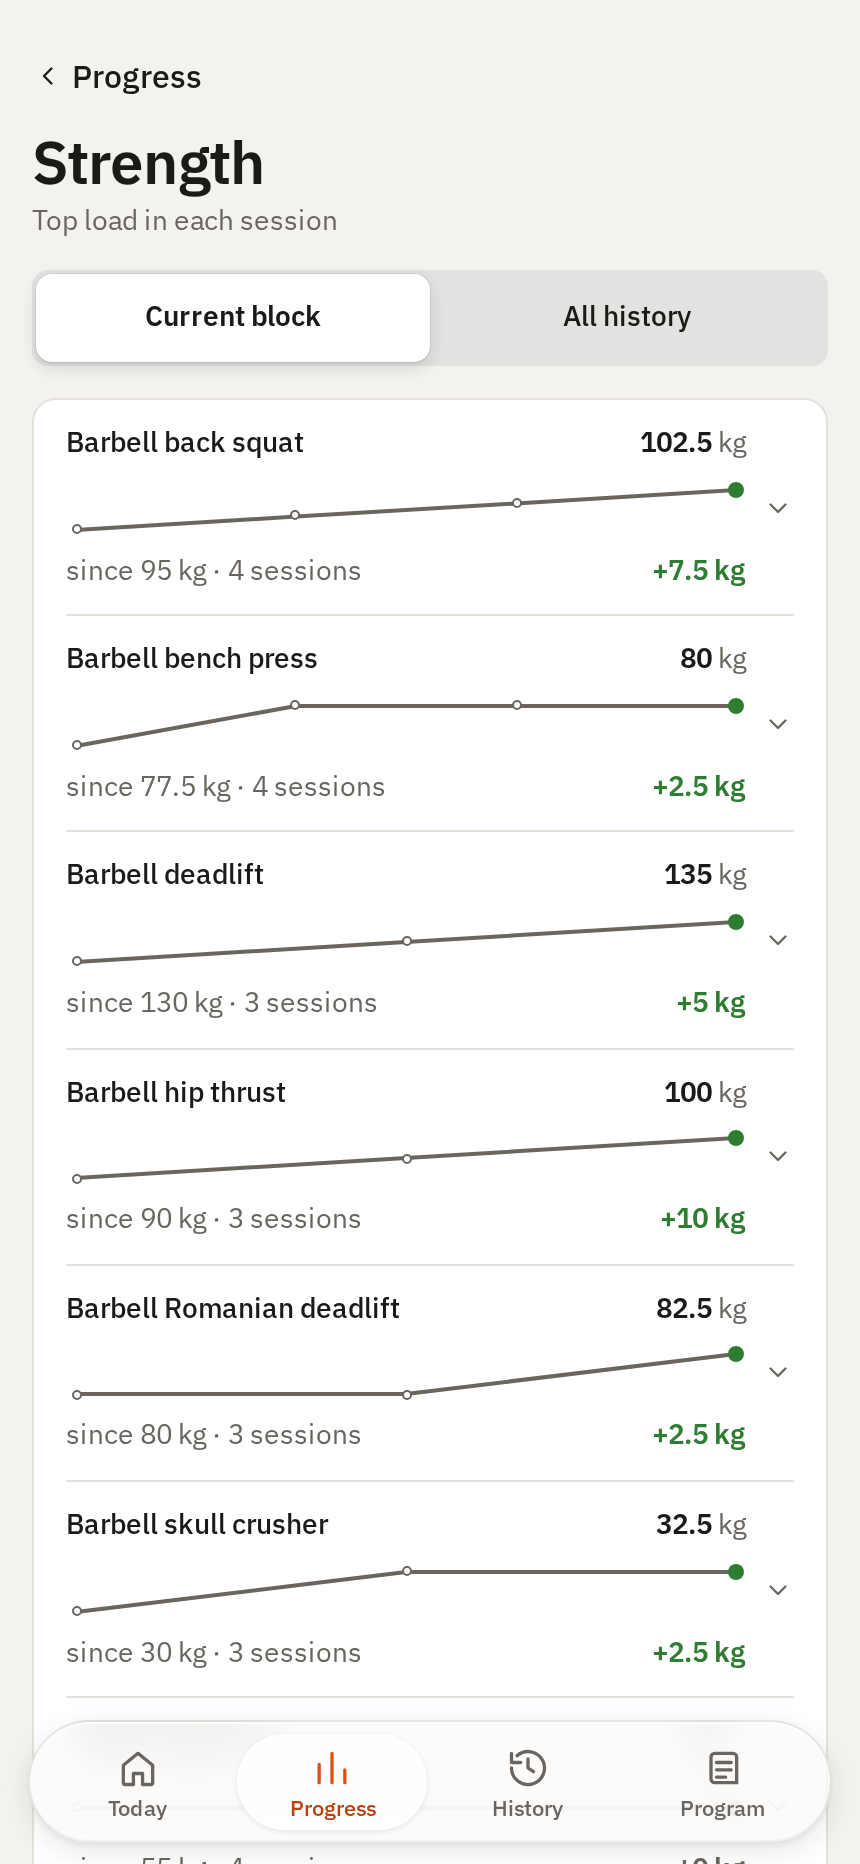 Progress
Strength
Top load in each session
Current block All history
Barbell back squat 102.5 kg
since 95 kg · 4 sessions +7.5 kg
Barbell bench press 80 kg
since 77.5 kg · 4 sessions +2.5 kg
Barbell deadlift 135 kg
since 130 kg · 3 sessions +5 kg
Barbell hip thrust 100 kg
since 90 kg · 3 sessions +10 kg
Barbell Romanian deadlift 82.5 kg
since 80 kg · 3 sessions +2.5 kg
Barbell skull crusher 32.5 kg
since 30 kg · 3 sessions +2.5 kg
Today Progress History Program